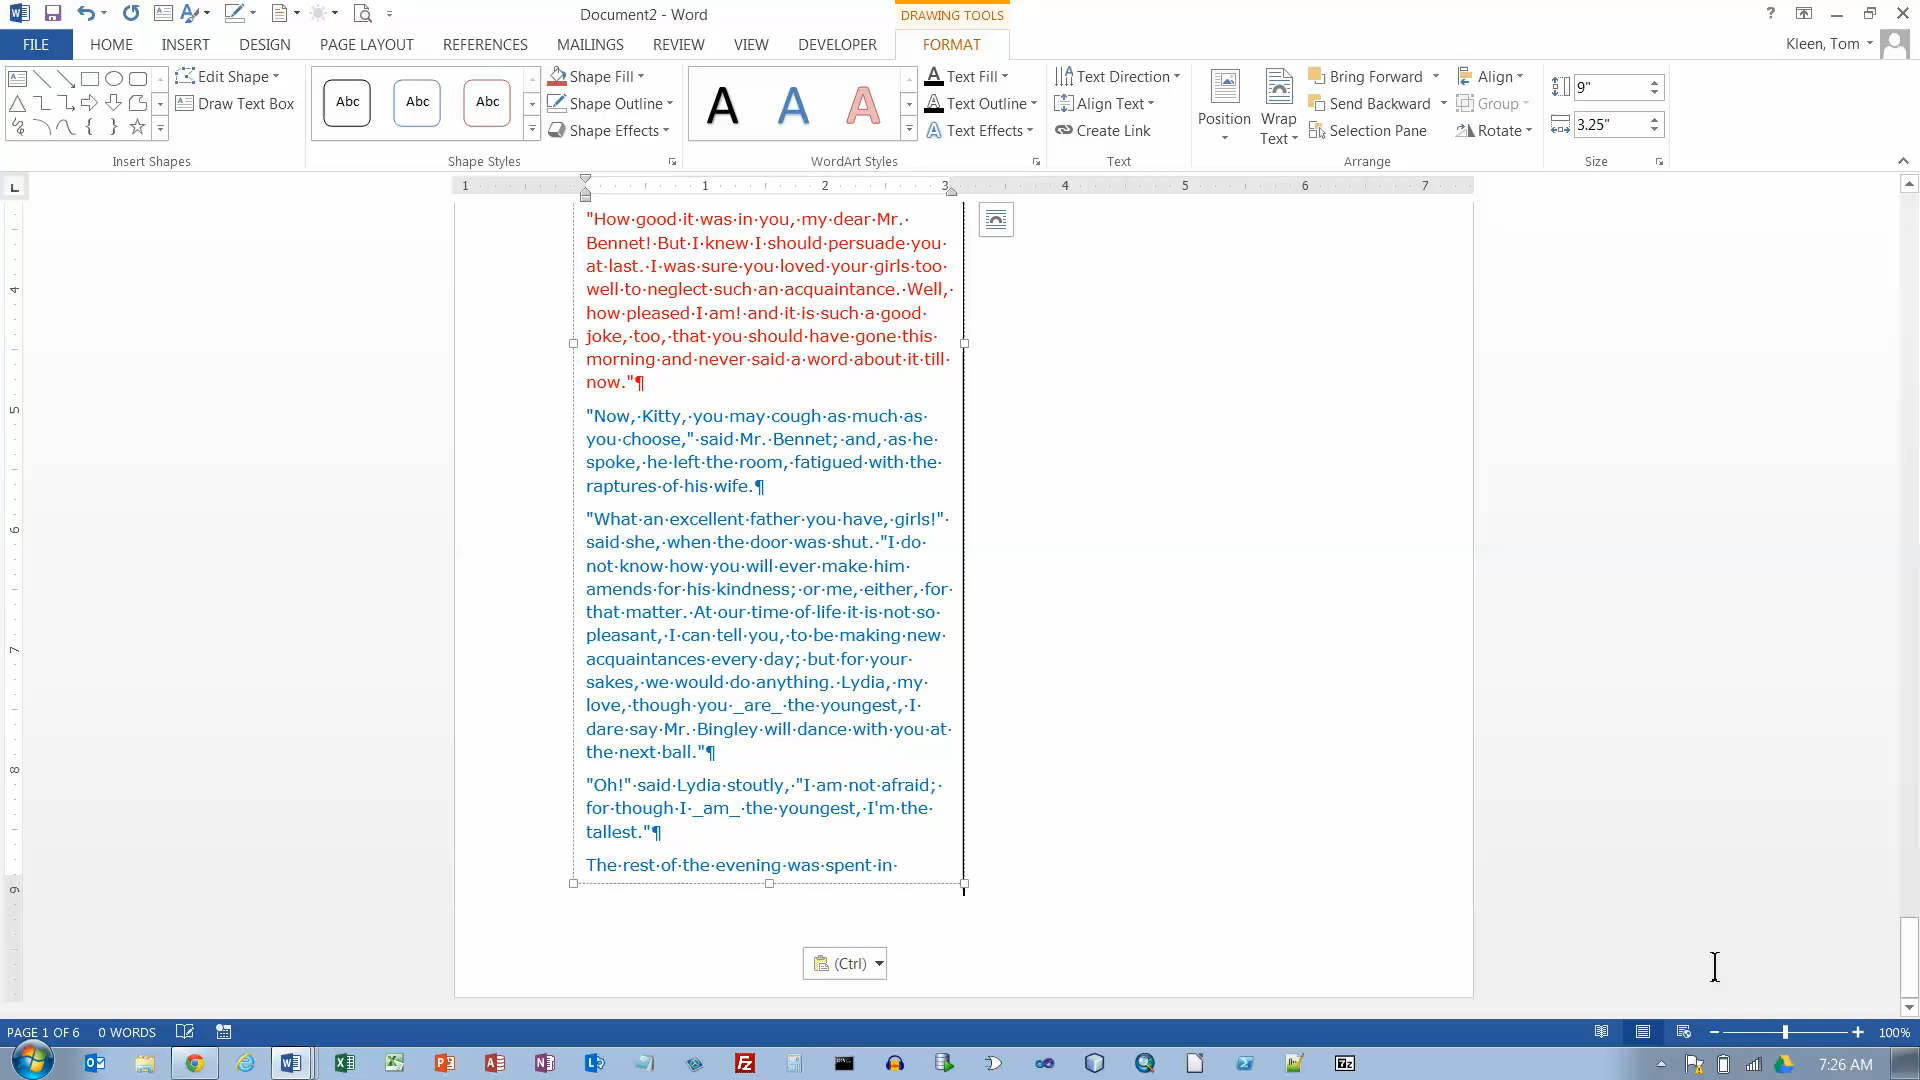 Document2 - Word
DRAWING TOOLS
?
FILE
HOME
INSERT
DESIGN
PAGE LAYOUT
REFERENCES
MAILINGS
REVIEW
VIEW
DEVELOPER
FORMAT
Kleen, Tom
Edit Shape
Draw Text Box
Insert Shapes
Abc
Abc
Abc
Shape Fill
Shape Outline
Shape Effects
Shape Styles
A
A
A
WordArt Styles
Text Fill
Text Outline
Text Effects
Text Direction
Align Text
Create Link
Text
Position
Wrap
Text
Bring Forward
Send Backward
Selection Pane
Align
Group
Rotate
Arrange
9"
3.25"
Size
L
1 1 2 3 4 5 6 7
4
5
6
7
8
9
"How·good·it·was·in·you,·my·dear·Mr.·
Bennet!·But·I·knew·I·should·persuade·you·
at·last.·I·was·sure·you·loved·your·girls·too·
well·to·neglect·such·an·acquaintance.·Well,·
how·pleased·I·am!·and·it·is·such·a·good·
joke,·too,·that·you·should·have·gone·this·
morning·and·never·said·a·word·about·it·till·
now."¶
"Now,·Kitty,·you·may·cough·as·much·as·
you·choose,"·said·Mr.·Bennet;·and,·as·he·
spoke,·he·left·the·room,·fatigued·with·the·
raptures·of·his·wife.¶
"What·an·excellent·father·you·have,·girls!"·
said·she,·when·the·door·was·shut.·"I·do·
not·know·how·you·will·ever·make·him·
amends·for·his·kindness;·or·me,·either,·for·
that·matter.·At·our·time·of·life·it·is·not·so·
pleasant,·I·can·tell·you,·to·be·making·new·
acquaintances·every·day;·but·for·your·
sakes,·we·would·do·anything.·Lydia,·my·
love,·though·you·_are_·the·youngest,·I·
dare·say·Mr.·Bingley·will·dance·with·you·at·
the·next·ball."¶
"Oh!"·said·Lydia·stoutly,·"I·am·not·afraid;·
for·though·I·_am_·the·youngest,·I'm·the·
tallest."¶
The·rest·of·the·evening·was·spent·in·
(Ctrl)
PAGE 1 OF 6
0 WORDS
100%
7:26 AM